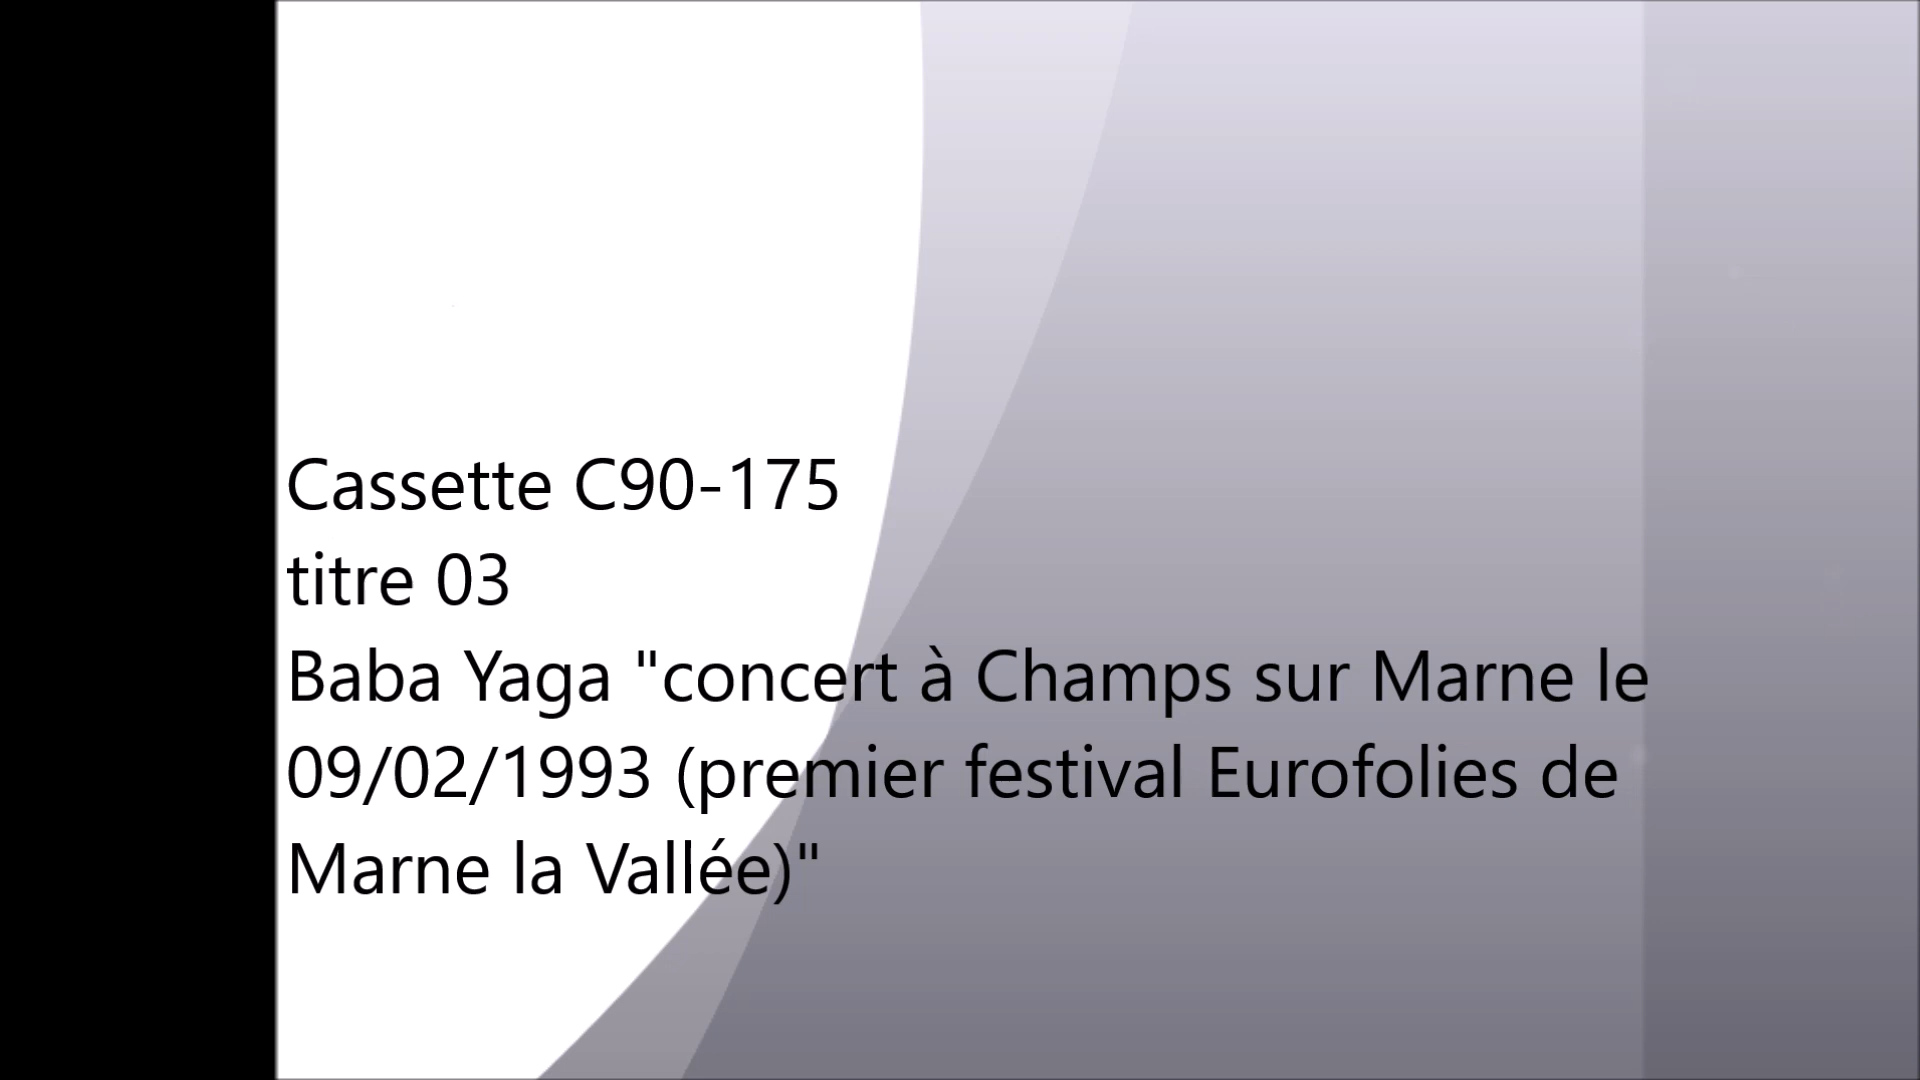 Cassette C90-175
titre 03
Baba Yaga "concert à Champs sur Marne le
09/02/1993 (premier festival Eurofolies de
Marne la Vallée)"